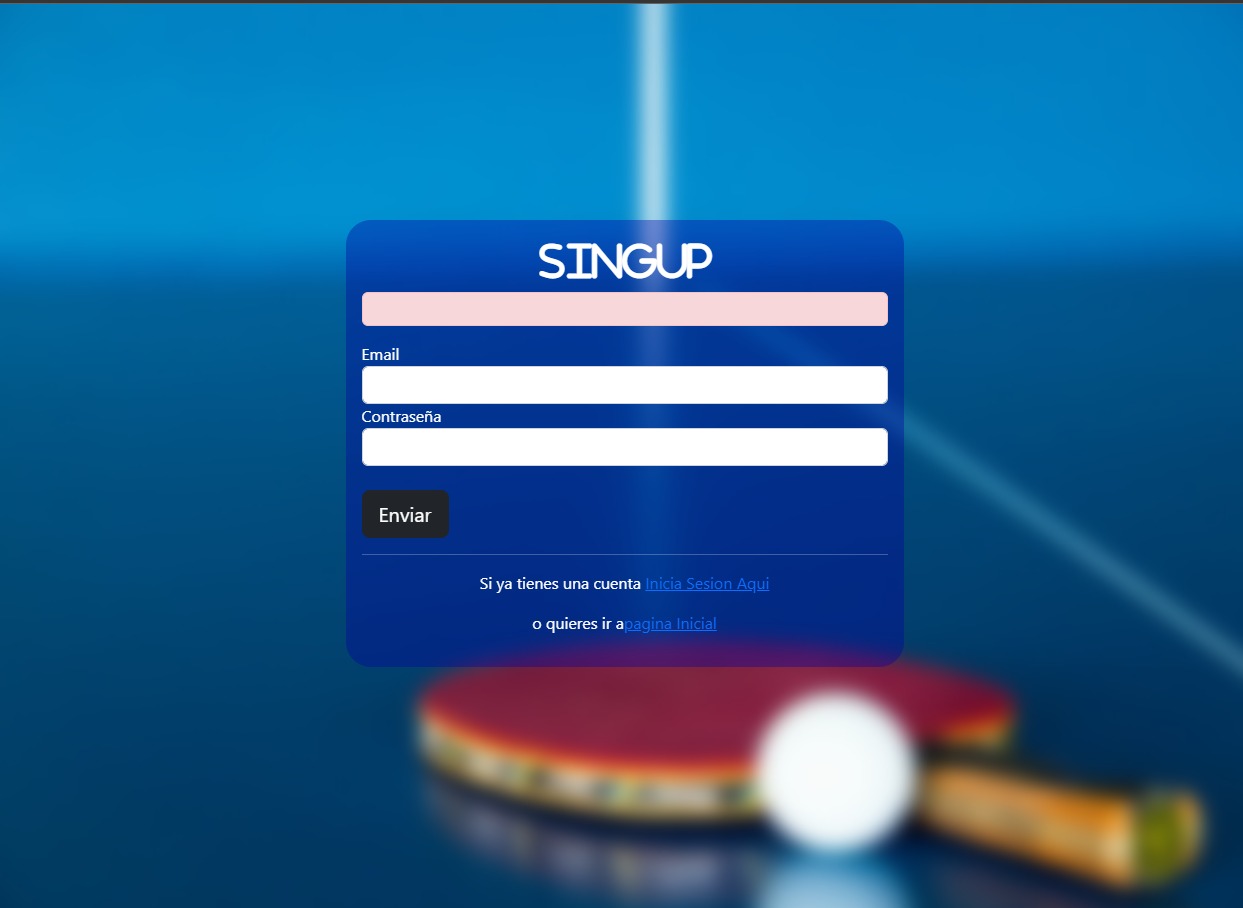 SINGUP
Email
Contraseña
Enviar
Si ya tienes una cuenta Inicia Sesion Aqui
o quieres ir apagina Inicial